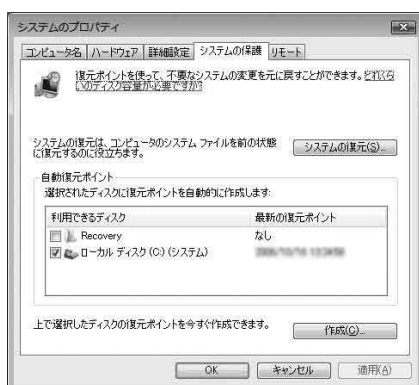 システムのプロパティ
コンピュータ名 ハードウェア 詳細設定 システムの保護 リモート
復元ポイントを使って、不要なシステムの変更を元に戻すことができます。どれくら
いのディスク容量が必要ですか?
システムの復元は、コンピュータのシステム ファイルを前の状態
に復元するのに役立ちます。
システムの復元(S)...
自動復元ポイント
選択されたディスクに復元ポイントを自動的に作成します:
利用できるディスク 最新の復元ポイント
Recovery なし
ローカル ディスク (C:) (システム)
上で選択したディスクの復元ポイントを今すぐ作成できます。 作成(C)...
OK キャンセル 適用(A)